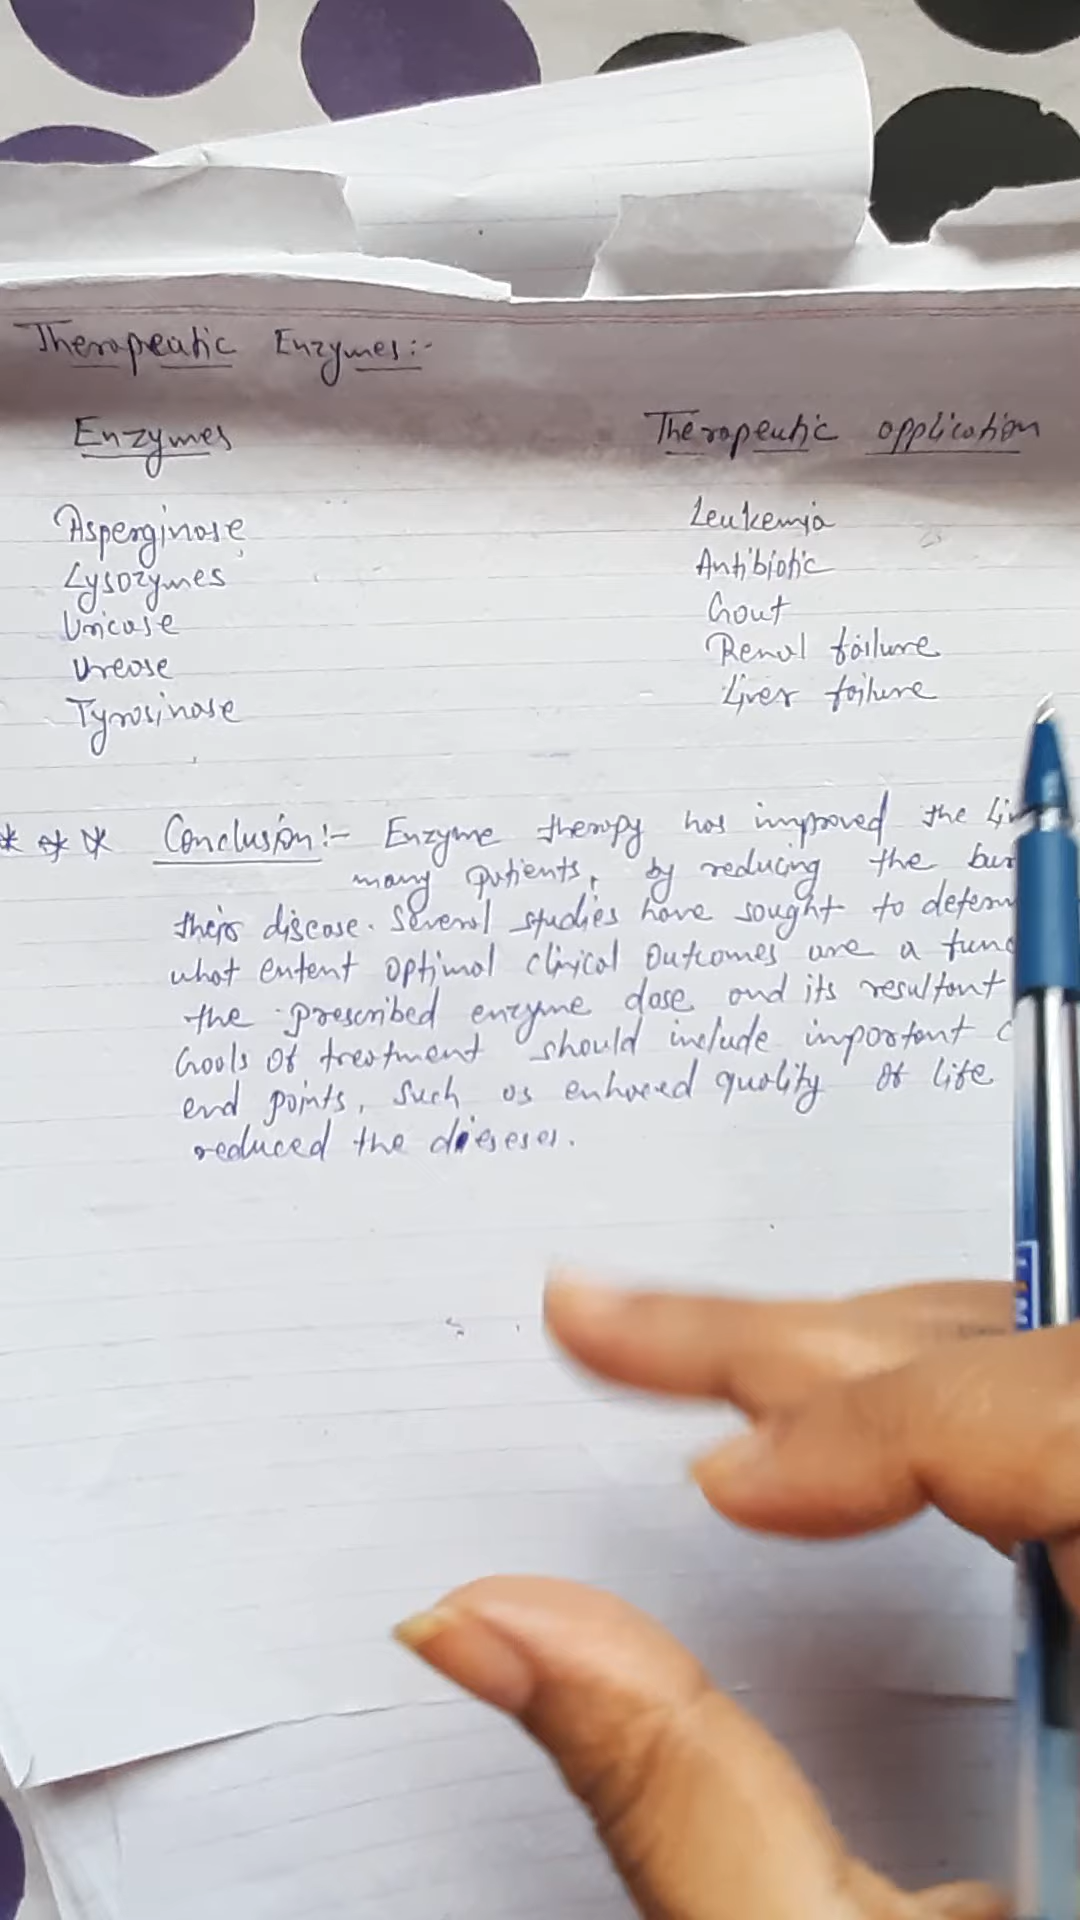 Therapeutic Enzymes:-
Enzymes Therapeutic application
Asperginase Leukemia
Lysozymes Antibiotic
Uricase Gout
Urease Renal failure
Tyrosinase Liver failure
Conclusion:- Enzyme therapy has improved the
many patients, by reducing the
their disease. Several studies have sought to
what entent optimal clinical outcomes are a
the prescribed enzyme dose and its resultant
Goals of treatment should include important
end points, such as enhaced quality of life
reduced the dieseses.